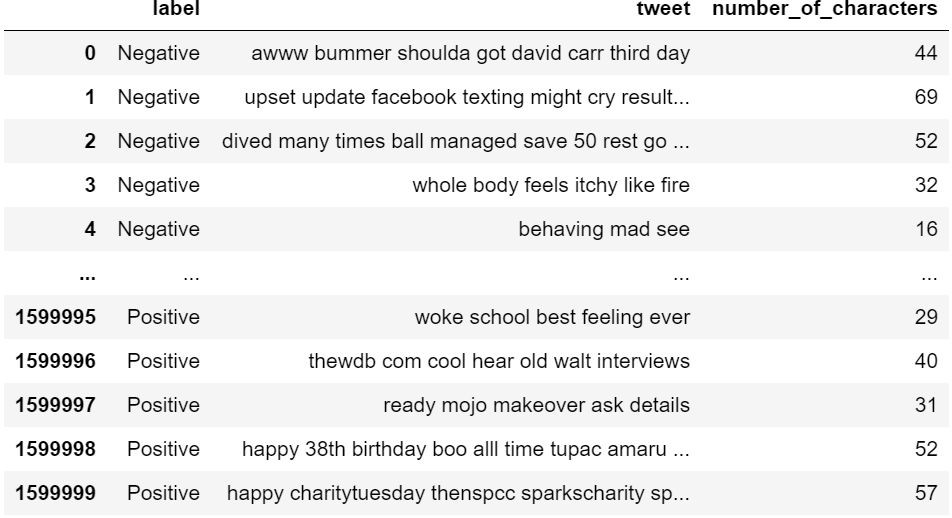 label tweet number_of_characters
0 Negative awww bummer shoulda got david carr third day 44
1 Negative upset update facebook texting might cry result... 69
2 Negative dived many times ball managed save 50 rest go ... 52
3 Negative whole body feels itchy like fire 32
4 Negative behaving mad see 16
... ... ... ...
1599995 Positive woke school best feeling ever 29
1599996 Positive thewdb com cool hear old walt interviews 40
1599997 Positive ready mojo makeover ask details 31
1599998 Positive happy 38th birthday boo alll time tupac amaru ... 52
1599999 Positive happy charitytuesday thenspcc sparkscharity sp... 57